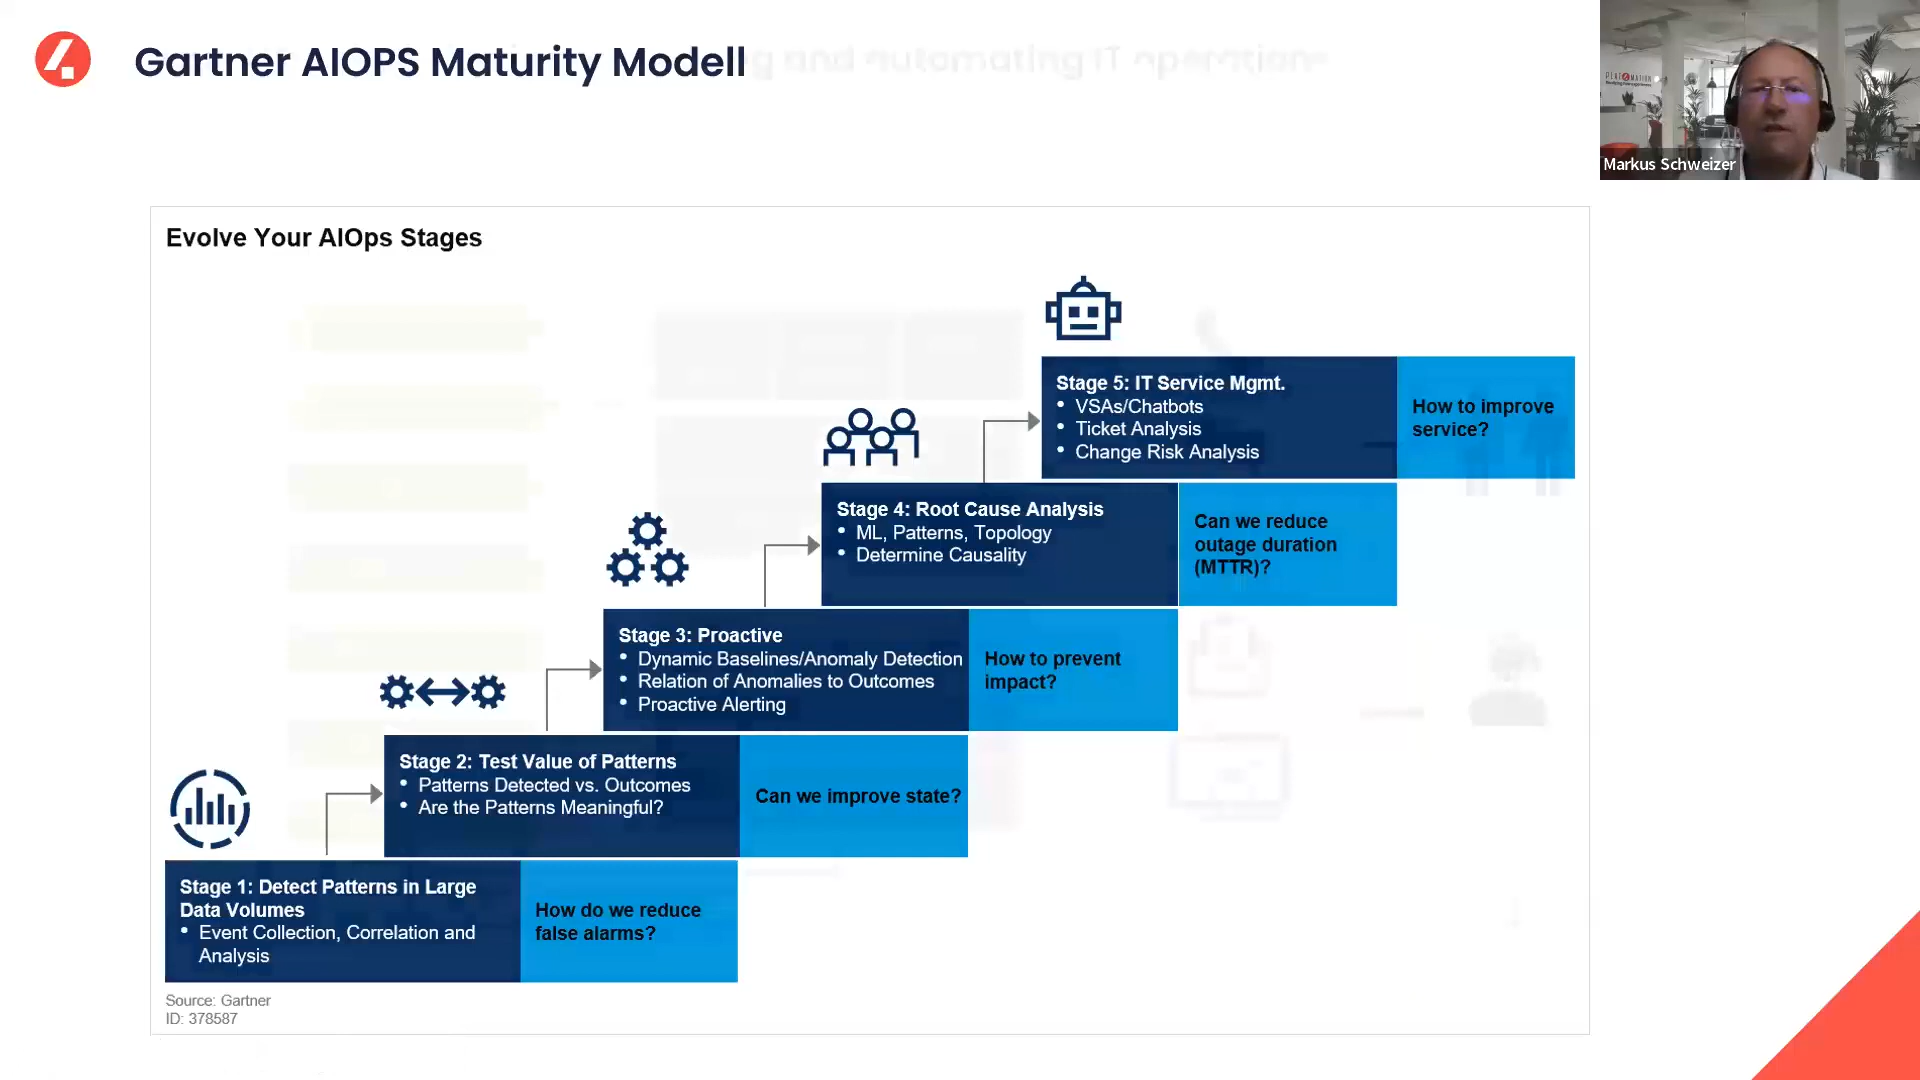 Gartner AIOPS Maturity Modell
g and automating IT operations
Markus Schweizer
Evolve Your AIOps Stages
Stage 5: IT Service Mgmt.
• VSAs/Chatbots
• Ticket Analysis
• Change Risk Analysis
How to improve
service?
Stage 4: Root Cause Analysis
• ML, Patterns, Topology
• Determine Causality
Can we reduce
outage duration
(MTTR)?
Stage 3: Proactive
• Dynamic Baselines/Anomaly Detection
• Relation of Anomalies to Outcomes
• Proactive Alerting
How to prevent
impact?
Stage 2: Test Value of Patterns
• Patterns Detected vs. Outcomes
• Are the Patterns Meaningful?
Can we improve state?
Stage 1: Detect Patterns in Large
Data Volumes
• Event Collection, Correlation and
Analysis
How do we reduce
false alarms?
Source: Gartner
ID: 378587